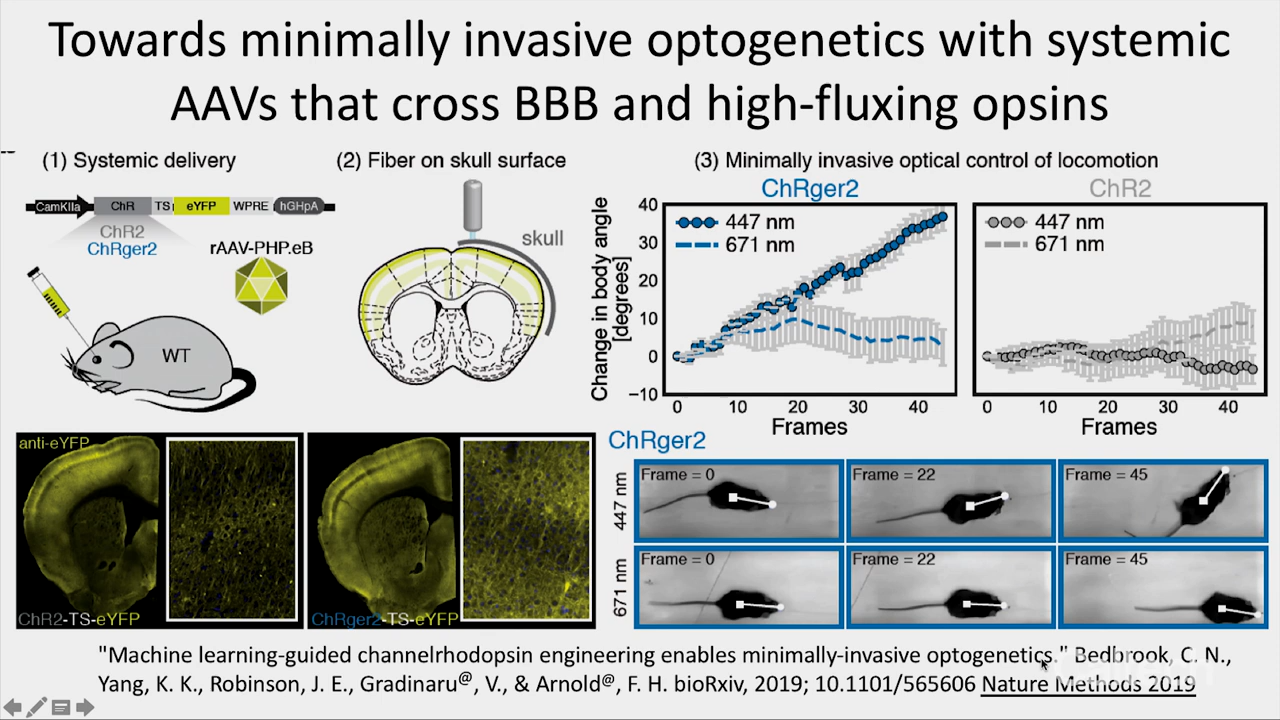 Towards minimally invasive optogenetics with systemic
AAVs that cross BBB and high-fluxing opsins
(1) Systemic delivery
CamKIIa ChR TS eYFP WPRE hGHpA
ChR2
ChRger2
rAAV-PHP.eB
WT
(2) Fiber on skull surface
skull
(3) Minimally invasive optical control of locomotion
ChRger2
447 nm
671 nm
Change in body angle
[degrees]
40
30
20
10
0
−10
0 10 20 30 40
Frames
ChR2
447 nm
671 nm
0 10 20 30 40
Frames
anti-eYFP
ChR2-TS-eYFP
ChRger2-TS-eYFP
ChRger2
447 nm
Frame = 0
Frame = 22
Frame = 45
671 nm
Frame = 0
Frame = 22
Frame = 45
"Machine learning-guided channelrhodopsin engineering enables minimally-invasive optogenetics." Bedbrook, C. N.,
Yang, K. K., Robinson, J. E., Gradinaru@, V., & Arnold@, F. H. bioRxiv, 2019; 10.1101/565606 Nature Methods 2019